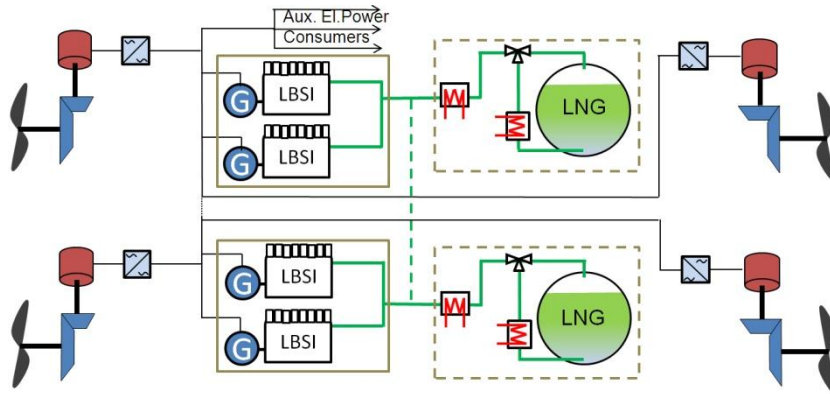 Aux. El.Power
Consumers
G
LBSI
G
LBSI
LNG
G
LBSI
G
LBSI
LNG